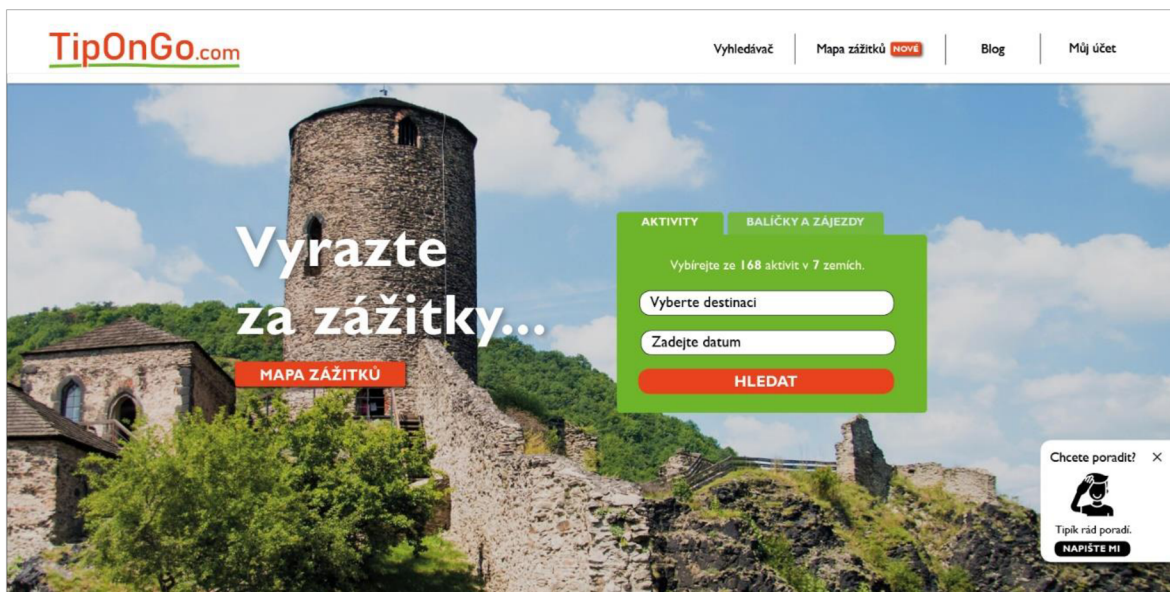 TipOnGo.com
Vyhledávač
Mapa zážitků NOVÉ
Blog
Můj účet
Vyrazte
za zážitky...
MAPA ZÁŽITKŮ
AKTIVITY
BALÍČKY A ZÁJEZDY
Vybírejte ze 168 aktivit v 7 zemích.
Vyberte destinaci
Zadejte datum
HLEDAT
Chcete poradit? ×
Tipík rád poradí.
NAPIŠTE MI